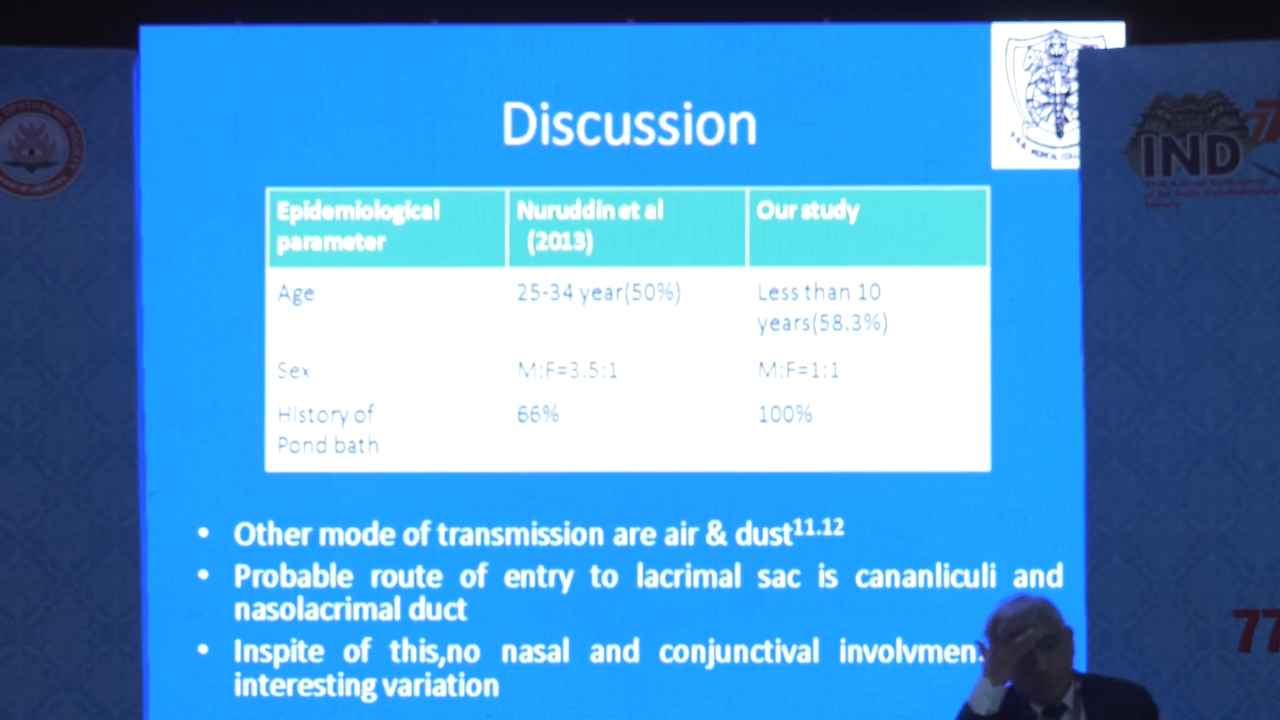 Discussion
Epidemiological parameter
Nuruddin et al (2013)
Our study
Age
25-34 year(50%)
Less than 10 years(58.3%)
Sex
M:F=3.5:1
M:F=1:1
History of Pond bath
66%
100%
• Other mode of transmission are air & dust11.12
• Probable route of entry to lacrimal sac is cananliculi and
nasolacrimal duct
• Inspite of this,no nasal and conjunctival involvmen
interesting variation
IND
77
77